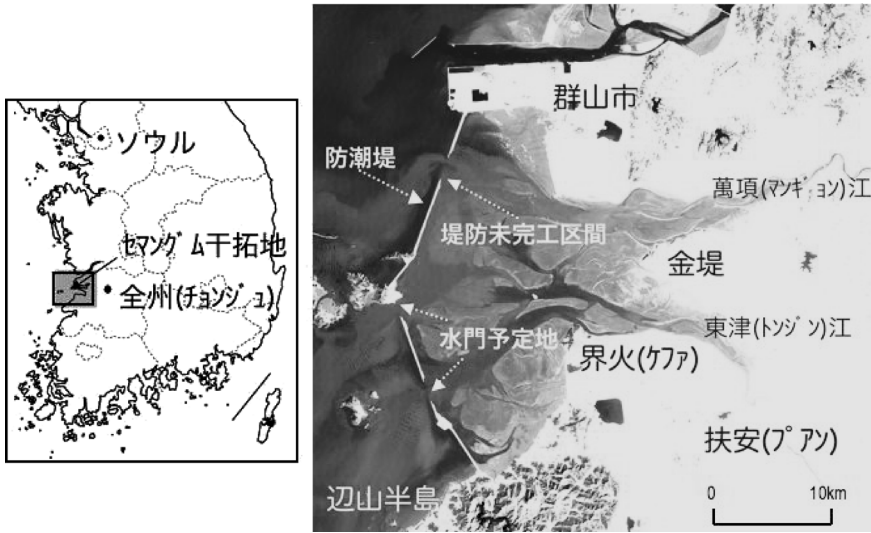 ソウル
セマングム干拓地
全州(チョンジュ)
群山市
防潮堤
萬項(マンギョン)江
堤防未完工区間
金堤
東津(トンジン)江
水門予定地
界火(ケファ)
扶安(プアン)
辺山半島
0 10km